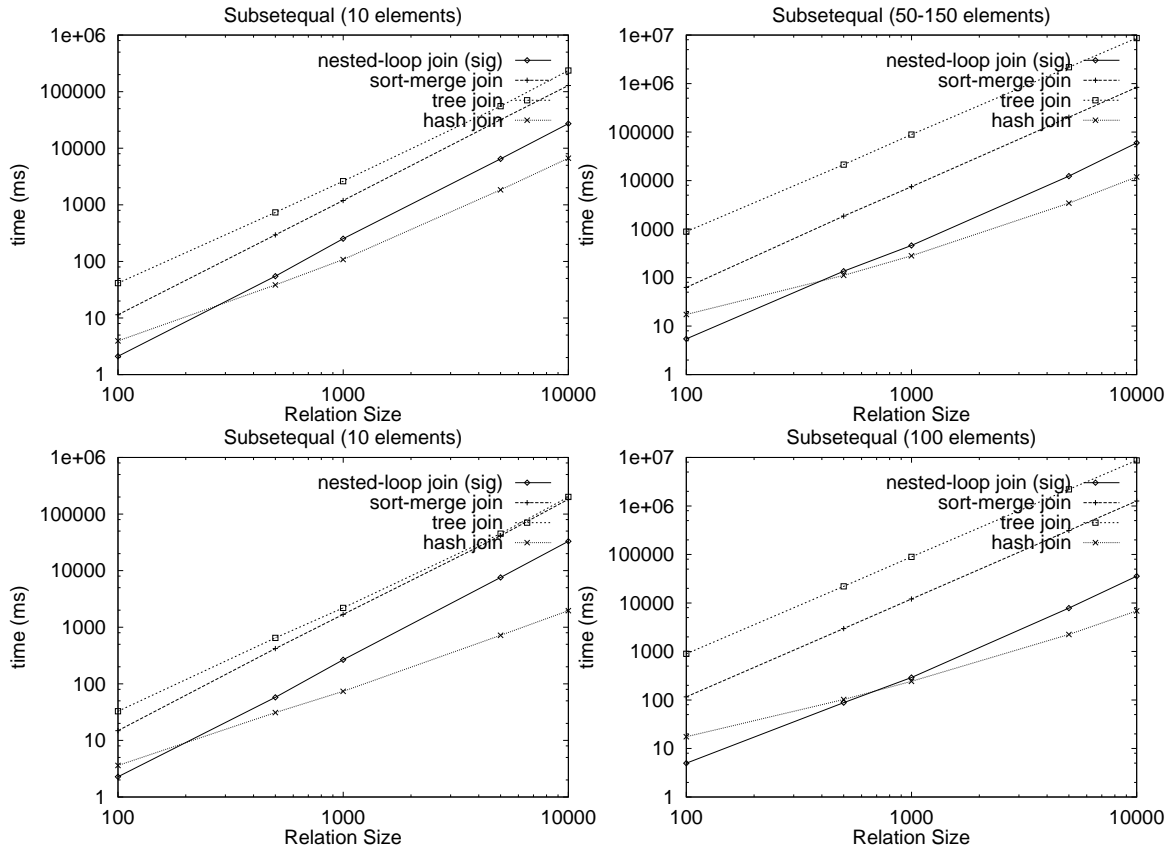 Subsetequal (10 elements)
1e+06
100000
10000
1000
100
10
1
time (ms)
nested-loop join (sig)
sort-merge join
tree join
hash join
100
1000
10000
Relation Size
Subsetequal (50-150 elements)
1e+07
1e+06
100000
10000
1000
100
10
1
time (ms)
nested-loop join (sig)
sort-merge join
tree join
hash join
100
1000
10000
Relation Size
Subsetequal (10 elements)
1e+06
100000
10000
1000
100
10
1
time (ms)
nested-loop join (sig)
sort-merge join
tree join
hash join
100
1000
10000
Relation Size
Subsetequal (100 elements)
1e+07
1e+06
100000
10000
1000
100
10
1
time (ms)
nested-loop join (sig)
sort-merge join
tree join
hash join
100
1000
10000
Relation Size